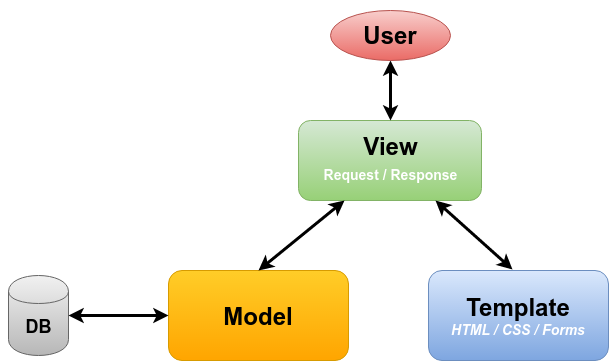 User
View
Request / Response
DB
Model
Template
HTML / CSS / Forms